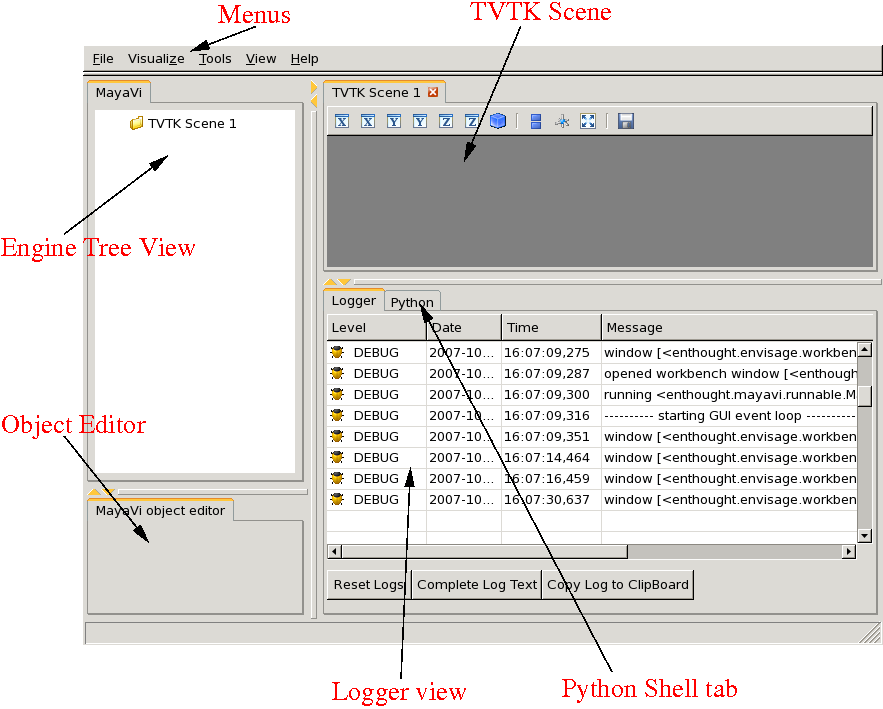 Menus
TVTK Scene
File Visualize Tools View Help
MayaVi
TVTK Scene 1
TVTK Scene 1
X X Y Y Z Z
Engine Tree View
Logger Python
Level Date Time Message
DEBUG 2007-10... 16:07:09,275 window [<enthought.envisage.workben
DEBUG 2007-10... 16:07:09,287 opened workbench window [<enthough
DEBUG 2007-10... 16:07:09,300 running <enthought.mayavi.runnable.M
DEBUG 2007-10... 16:07:09,316 --------- starting GUI event loop ----------
DEBUG 2007-10... 16:07:09,351 window [<enthought.envisage.workben
DEBUG 2007-10... 16:07:14,464 window [<enthought.envisage.workben
DEBUG 2007-10... 16:07:16,459 window [<enthought.envisage.workben
DEBUG 2007-10... 16:07:30,637 window [<enthought.envisage.workben
Object Editor
MayaVi object editor
Reset Logs Complete Log Text Copy Log to ClipBoard
Logger view
Python Shell tab